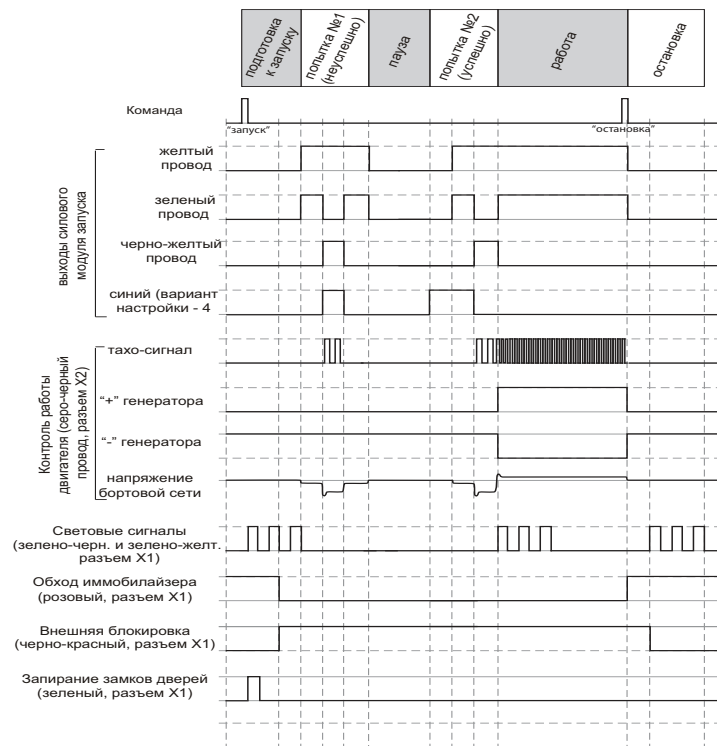 подготовка
к запуску
попытка №1
(неуспешно)
пауза
попытка №2
(успешно)
работа
остановка
Команда
"запуск"
"остановка"
выходы силового
модуля запуска
желтый
провод
зеленый
провод
черно-желтый
провод
синий (вариант
настройки - 4
Контроль работы
двигателя (серо-черный
провод, разъем X2)
тахо-сигнал
"+" генератора
"-" генератора
напряжение
бортовой сети
Световые сигналы
(зелено-черн. и зелено-желт.
разъем X1)
Обход иммобилайзера
(розовый, разъем X1)
Внешняя блокировка
(черно-красный, разъем X1)
Запирание замков дверей
(зеленый, разъем X1)